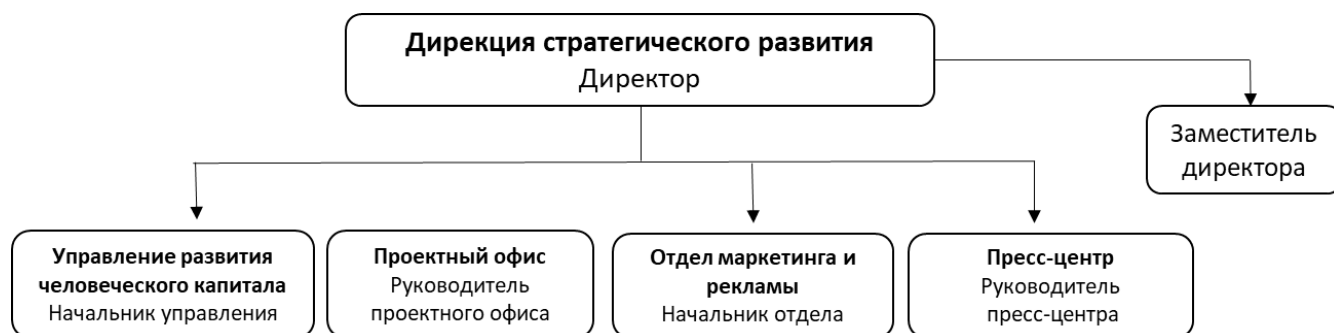 Дирекция стратегического развития
Директор
Заместитель
директора
Управление развития
человеческого капитала
Начальник управления
Проектный офис
Руководитель
проектного офиса
Отдел маркетинга и
рекламы
Начальник отдела
Пресс-центр
Руководитель
пресс-центра